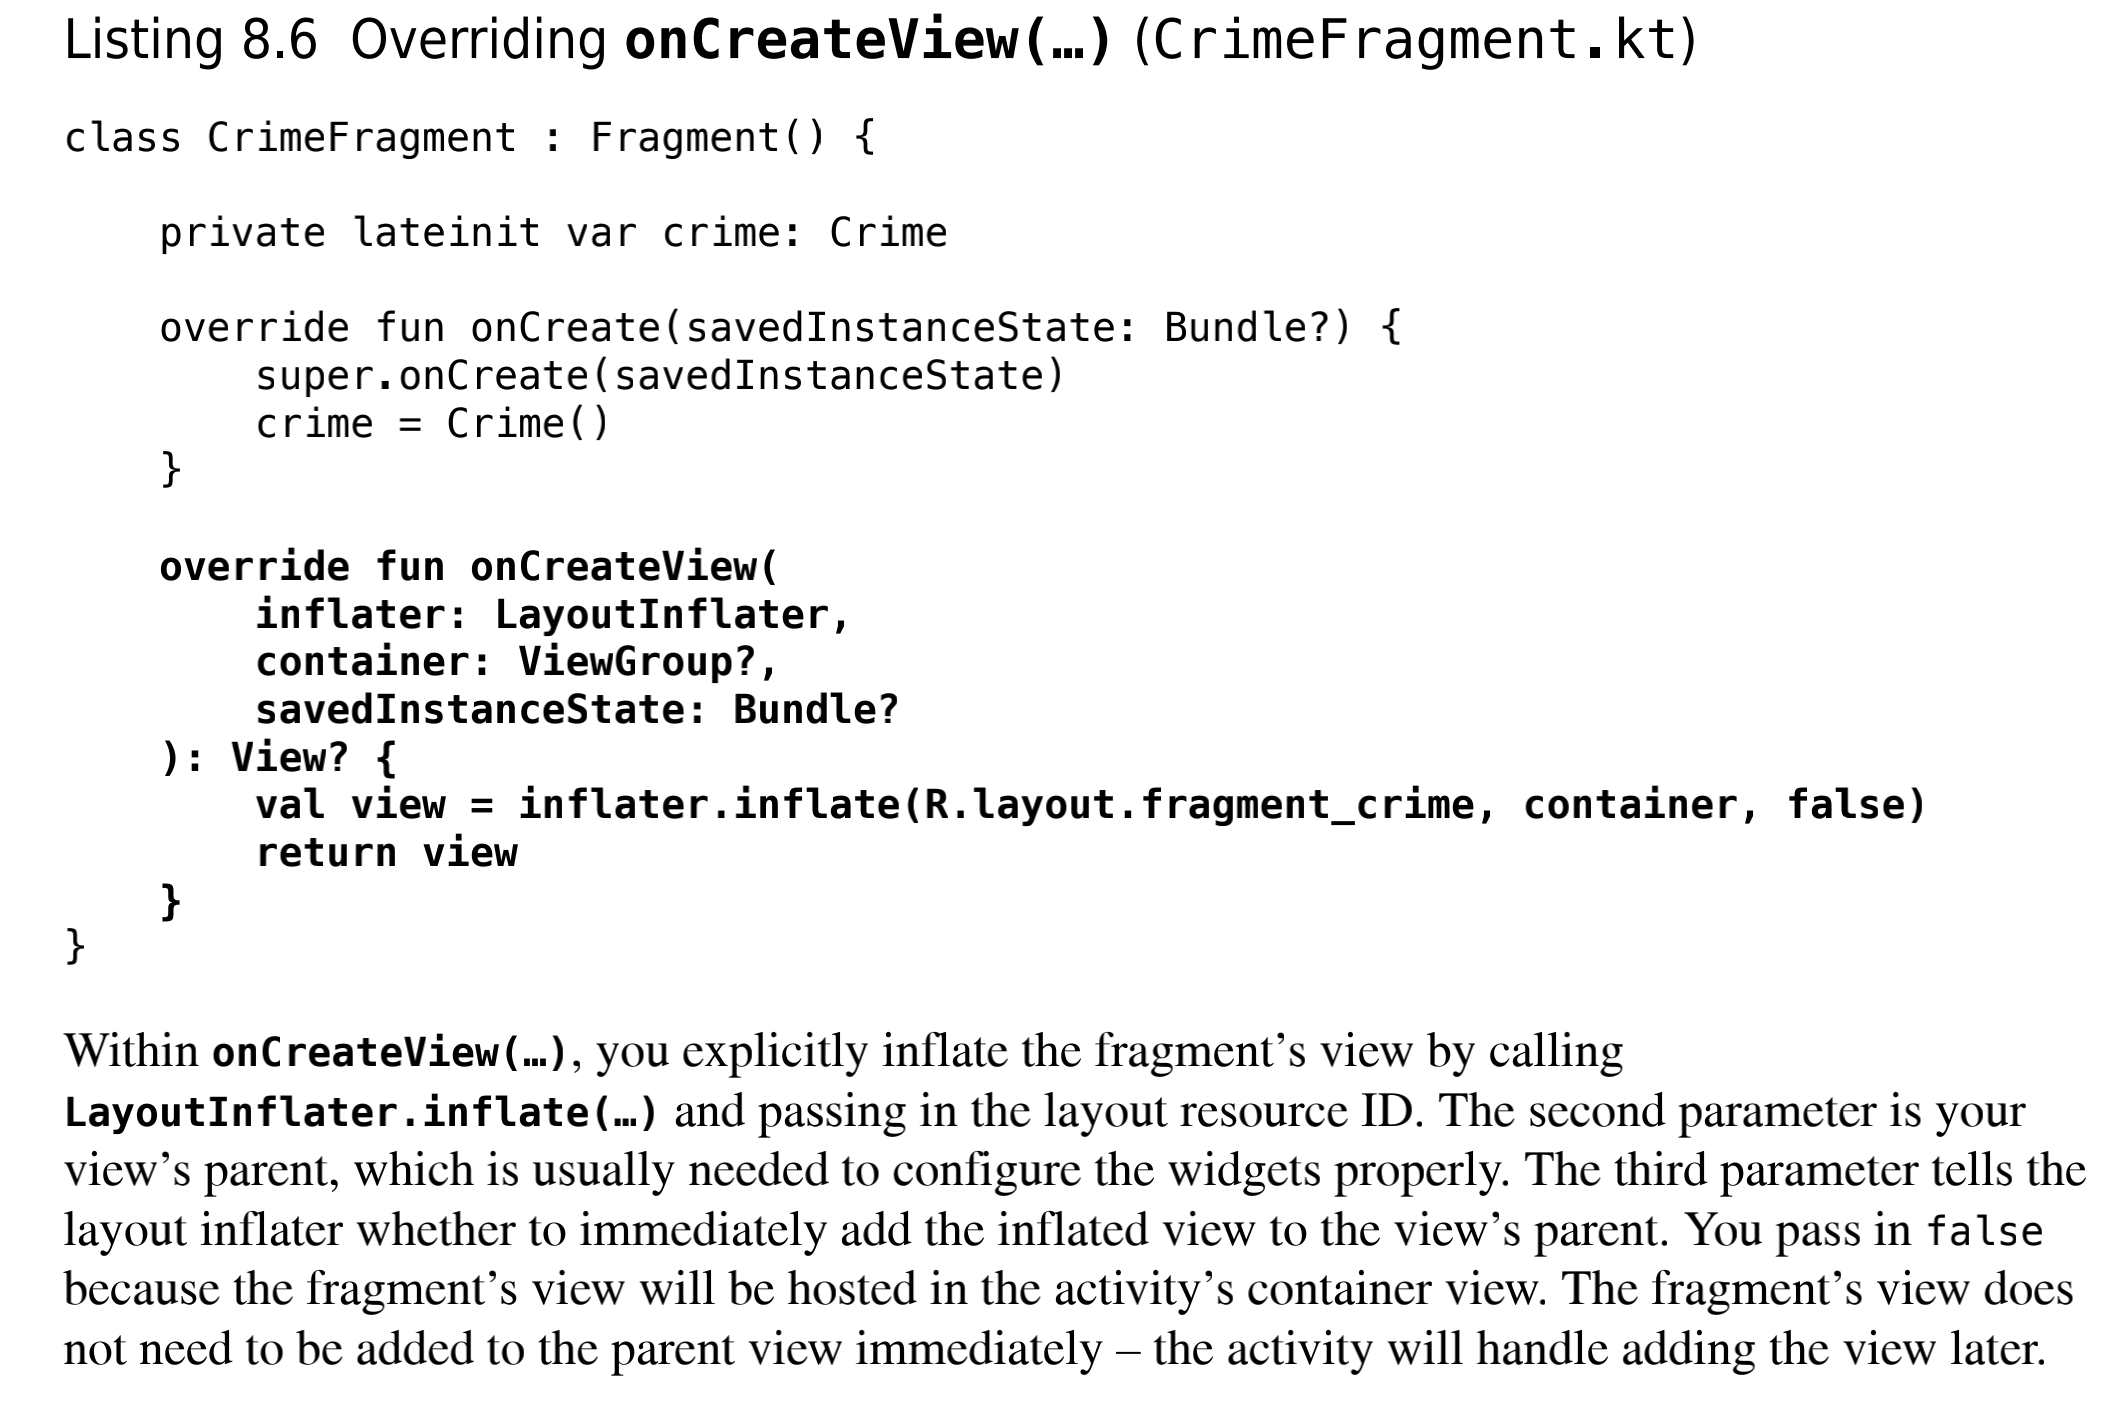 Listing 8.6  Overriding onCreateView(…) (CrimeFragment.kt)
class CrimeFragment : Fragment() {
    private lateinit var crime: Crime
    override fun onCreate(savedInstanceState: Bundle?) {
        super.onCreate(savedInstanceState)
        crime = Crime()
    }
    override fun onCreateView(
        inflater: LayoutInflater,
        container: ViewGroup?,
        savedInstanceState: Bundle?
    ): View? {
        val view = inflater.inflate(R.layout.fragment_crime, container, false)
        return view
    }
}
Within onCreateView(…), you explicitly inflate the fragment’s view by calling
LayoutInflater.inflate(…) and passing in the layout resource ID. The second parameter is your
view’s parent, which is usually needed to configure the widgets properly. The third parameter tells the
layout inflater whether to immediately add the inflated view to the view’s parent. You pass in false
because the fragment’s view will be hosted in the activity’s container view. The fragment’s view does
not need to be added to the parent view immediately – the activity will handle adding the view later.